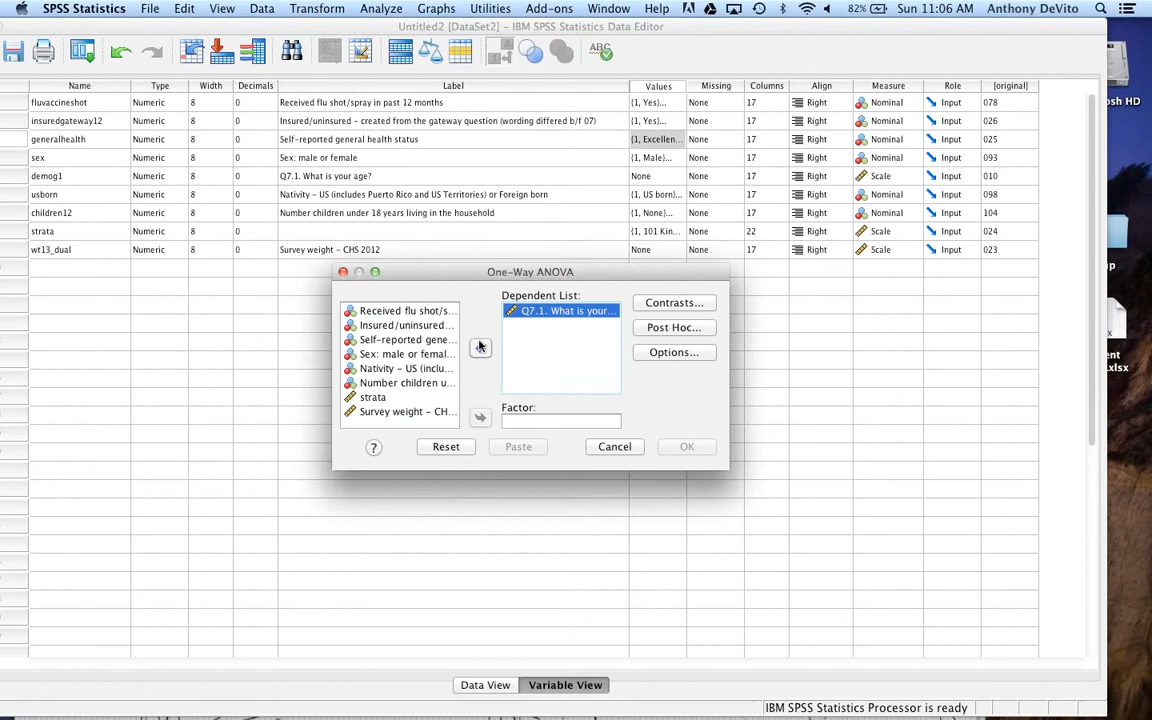 SPSS Statistics File Edit View Data Transform Analyze Graphs Utilities Add-ons Window Help 82% Sun 11:06 AM Anthony DeVito
Untitled2 [DataSet2] – IBM SPSS Statistics Data Editor
Name Type Width Decimals Label Values Missing Columns Align Measure Role [original]
fluvaccineshot Numeric 8 0 Received flu shot/spray in past 12 months {1, Yes}... None 17 Right Nominal Input 078
insuredgateway12 Numeric 8 0 Insured/uninsured – created from the gateway question (wording differed b/f 07) {1, Yes}... None 17 Right Nominal Input 026
generalhealth Numeric 8 0 Self-reported general health status {1, Excellen... None 17 Right Nominal Input 025
sex Numeric 8 0 Sex: male or female {1, Male}... None 17 Right Nominal Input 093
demog1 Numeric 8 0 Q7.1. What is your age? None None 17 Right Scale Input 010
usborn Numeric 8 0 Nativity – US (includes Puerto Rico and US Territories) or Foreign born {1, US born}... None 17 Right Nominal Input 098
children12 Numeric 8 0 Number children under 18 years living in the household {1, None}... None 17 Right Nominal Input 104
strata Numeric 8 0 {1, 101 Kin... None 22 Right Scale Input 024
wt13_dual Numeric 8 0 Survey weight – CHS 2012 None None 17 Right Scale Input 023
One-Way ANOVA
Received flu shot/s...
Insured/uninsured...
Self-reported gene...
Sex: male or femal...
Nativity – US (inclu...
Number children u...
strata
Survey weight – CH...
Dependent List:
Q7.1. What is your...
Factor:
Contrasts...
Post Hoc...
Options...
? Reset Paste Cancel OK
Data View Variable View
IBM SPSS Statistics Processor is ready
ABC
osh HD
up
ent
.xlsx